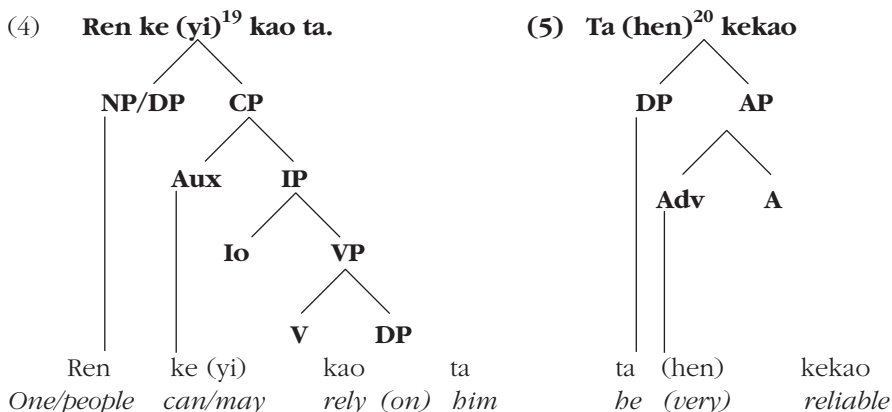 (4) Ren ke (yi)19 kao ta. (5) Ta (hen)20 kekao
NP/DP CP DP AP
Aux IP Adv A
Io VP
V DP
Ren ke (yi) kao ta ta (hen) kekao
One/people can/may rely (on) him he (very) reliable